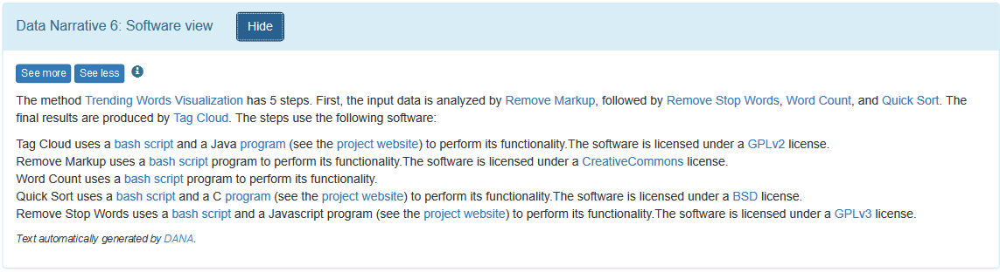 Data Narrative 6: Software view Hide
See more See less
The method Trending Words Visualization has 5 steps. First, the input data is analyzed by Remove Markup, followed by Remove Stop Words, Word Count, and Quick Sort. The
final results are produced by Tag Cloud. The steps use the following software:
Tag Cloud uses a bash script and a Java program (see the project website) to perform its functionality.The software is licensed under a GPLv2 license.
Remove Markup uses a bash script program to perform its functionality.The software is licensed under a CreativeCommons license.
Word Count uses a bash script program to perform its functionality.
Quick Sort uses a bash script and a C program (see the project website) to perform its functionality.The software is licensed under a BSD license.
Remove Stop Words uses a bash script and a Javascript program (see the project website) to perform its functionality.The software is licensed under a GPLv3 license.
Text automatically generated by DANA.